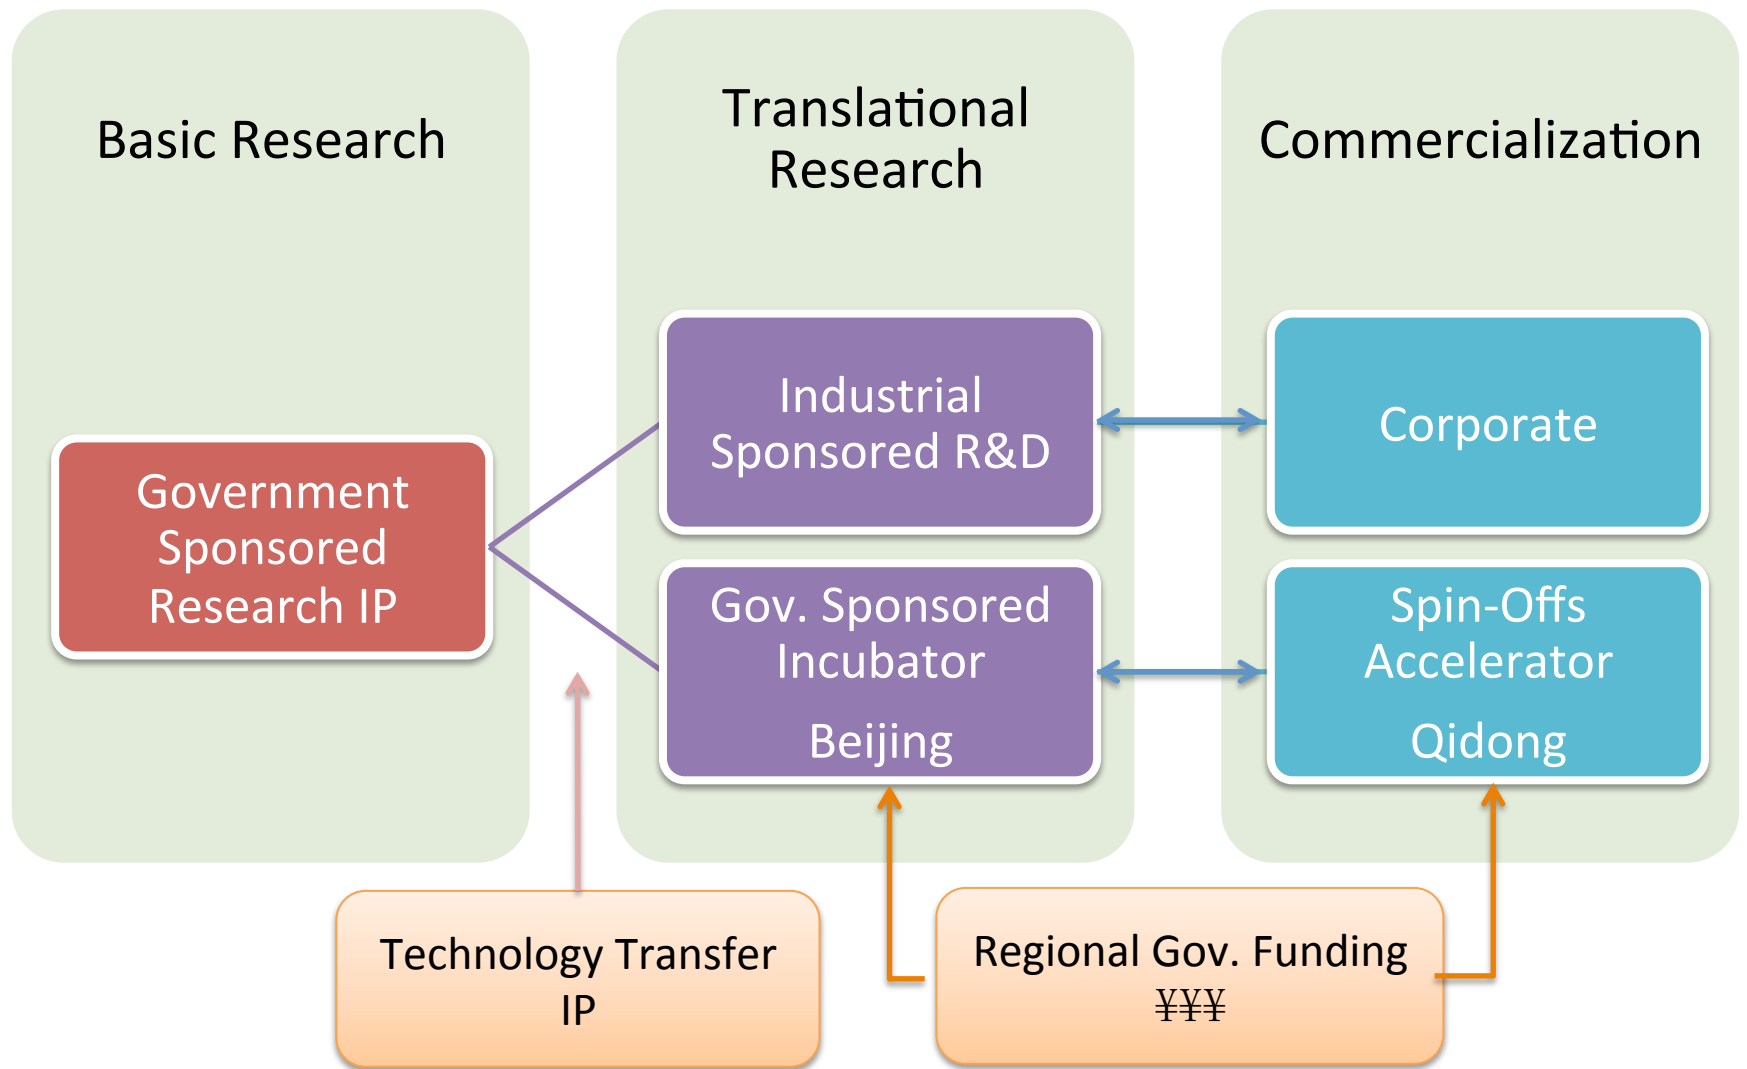 Basic Research
Translational
Research
Commercialization
Government
Sponsored
Research IP
Industrial
Sponsored R&D
Corporate
Gov. Sponsored
Incubator
Beijing
Spin-Offs
Accelerator
Qidong
Technology Transfer
IP
Regional Gov. Funding
¥¥¥